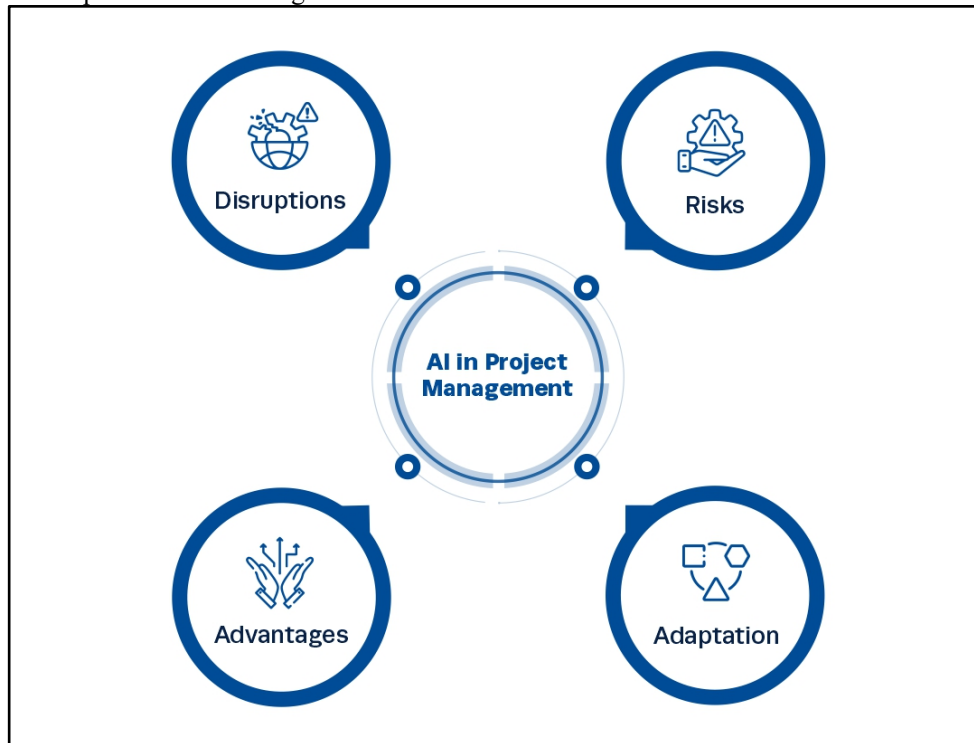 Disruptions
Risks
AI in Project
Management
Advantages
Adaptation